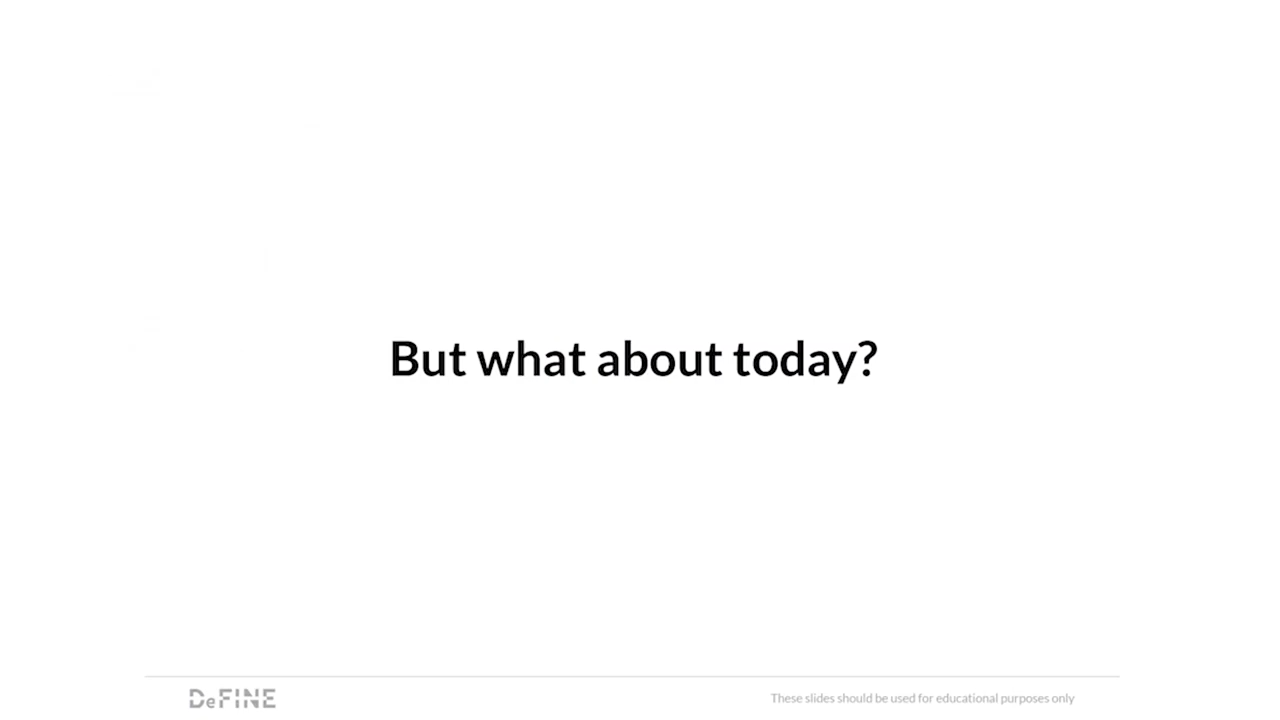 But what about today?
DeFINE
These slides should be used for educational purposes only